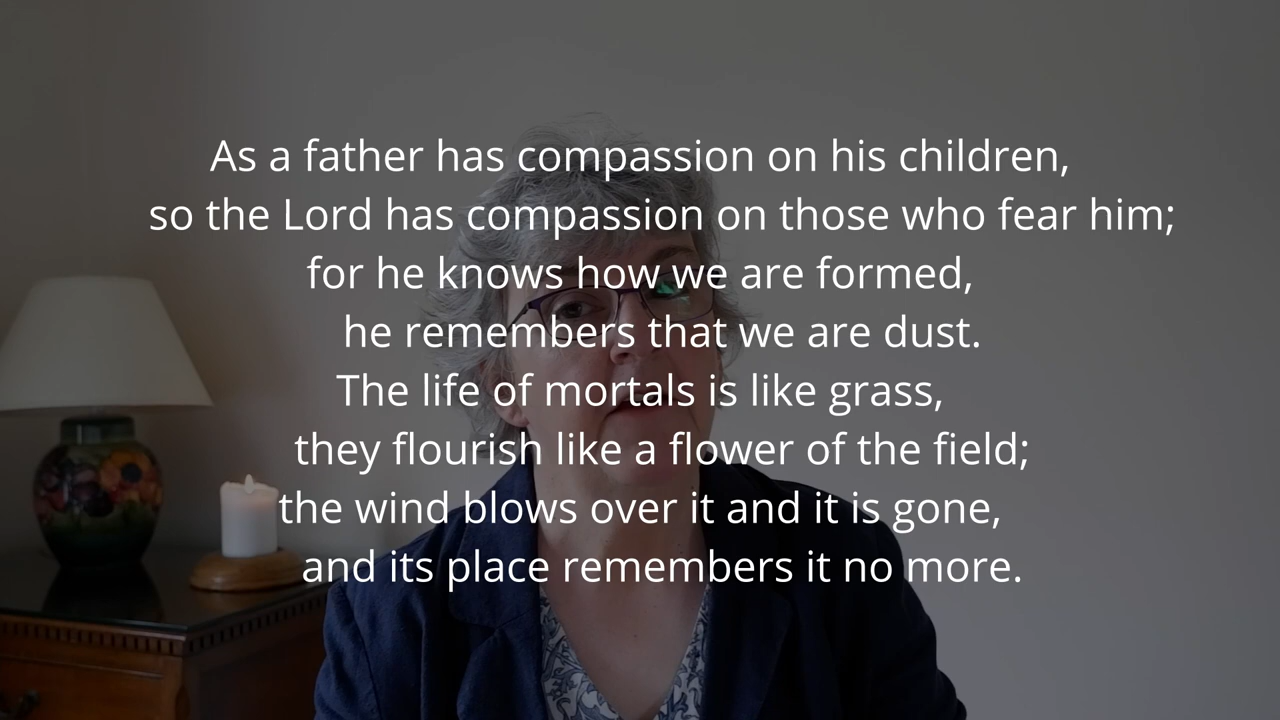 As a father has compassion on his children,
so the Lord has compassion on those who fear him;
for he knows how we are formed,
he remembers that we are dust.
The life of mortals is like grass,
they flourish like a flower of the field;
the wind blows over it and it is gone,
and its place remembers it no more.